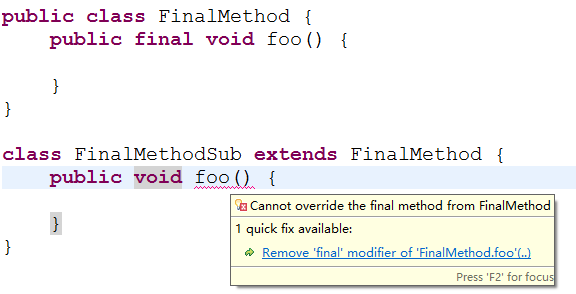 public class FinalMethod {
    public final void foo() {

    }
}

class FinalMethodSub extends FinalMethod {
    public void foo() {
Cannot override the final method from FinalMethod
1 quick fix available:
Remove 'final' modifier of 'FinalMethod.foo'(..)
Press 'F2' for focus
    }
}